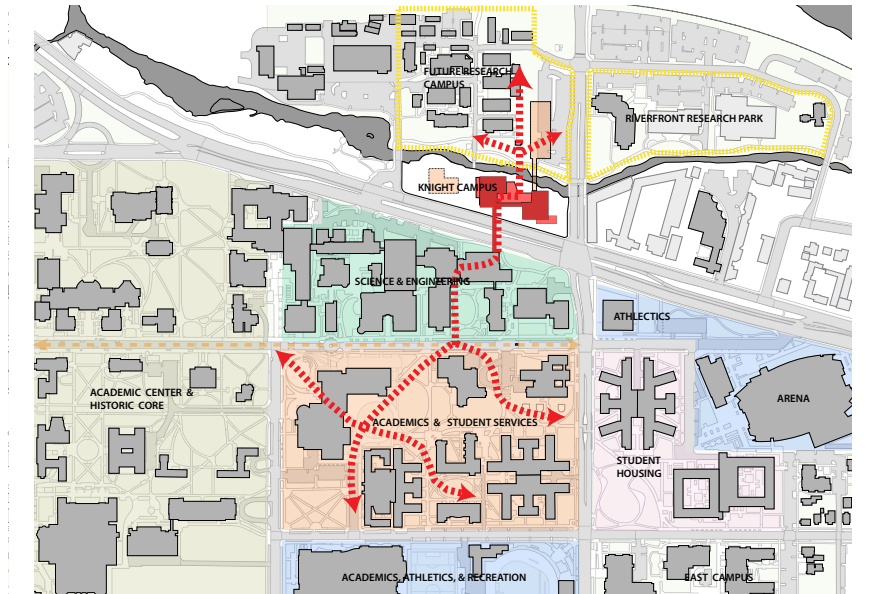 FUTURE RESEARCH
CAMPUS
RIVERFRONT RESEARCH PARK
KNIGHT CAMPUS
SCIENCE & ENGINEERING
ATHLECTICS
ACADEMIC CENTER &
HISTORIC CORE
ARENA
ACADEMICS & STUDENT SERVICES
STUDENT
HOUSING
ACADEMICS, ATHLETICS, & RECREATION
EAST CAMPUS